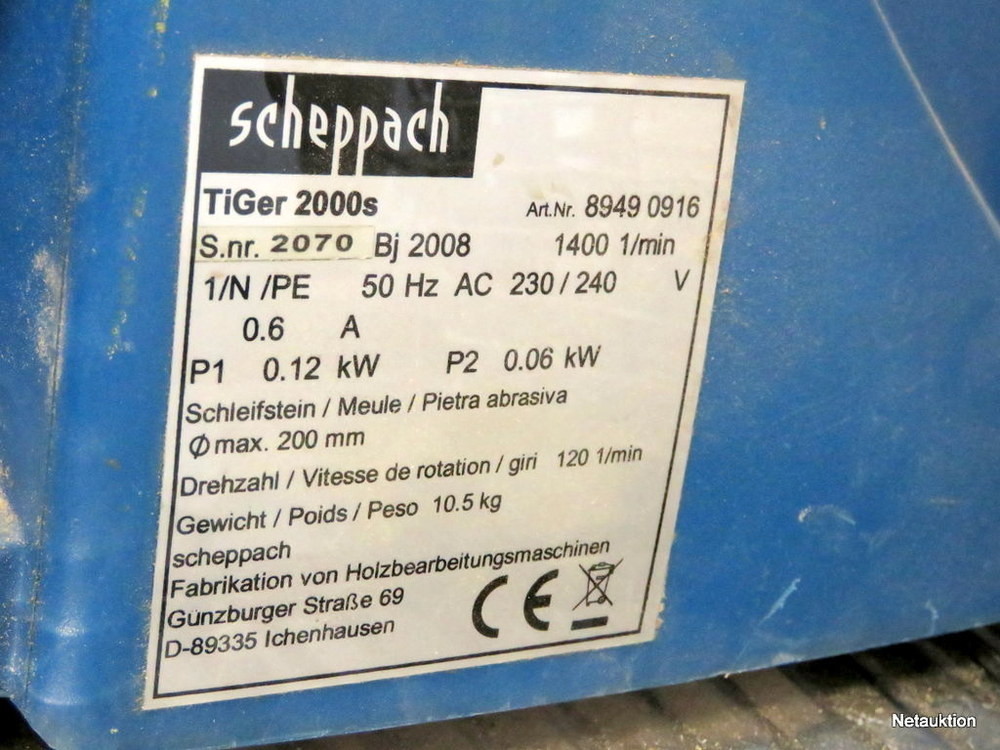 scheppach
TiGer 2000s Art.Nr. 8949 0916
S.nr. 2070 Bj 2008 1400 1/min
1/N /PE 50 Hz AC 230 / 240 V
0.6 A
P1 0.12 kW P2 0.06 kW
Schleifstein / Meule / Pietra abrasiva
Ø max. 200 mm
Drehzahl / Vitesse de rotation / giri 120 1/min
Gewicht / Poids / Peso 10.5 kg
scheppach
Fabrikation von Holzbearbeitungsmaschinen
Günzburger Straße 69
D-89335 Ichenhausen
CE
Netauktion